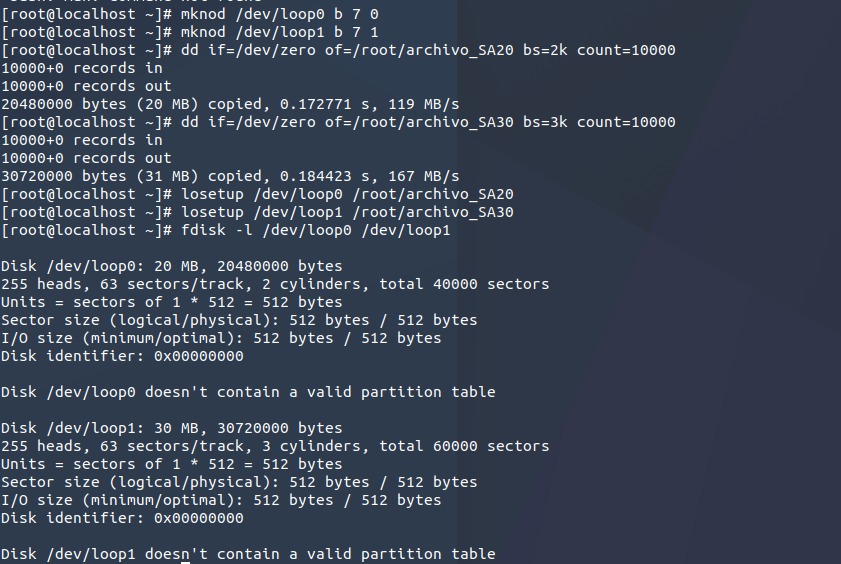 [root@localhost ~]# mknod /dev/loop0 b 7 0
[root@localhost ~]# mknod /dev/loop1 b 7 1
[root@localhost ~]# dd if=/dev/zero of=/root/archivo_SA20 bs=2k count=10000
10000+0 records in
10000+0 records out
20480000 bytes (20 MB) copied, 0.172771 s, 119 MB/s
[root@localhost ~]# dd if=/dev/zero of=/root/archivo_SA30 bs=3k count=10000
10000+0 records in
10000+0 records out
30720000 bytes (31 MB) copied, 0.184423 s, 167 MB/s
[root@localhost ~]# losetup /dev/loop0 /root/archivo_SA20
[root@localhost ~]# losetup /dev/loop1 /root/archivo_SA30
[root@localhost ~]# fdisk -l /dev/loop0 /dev/loop1
Disk /dev/loop0: 20 MB, 20480000 bytes
255 heads, 63 sectors/track, 2 cylinders, total 40000 sectors
Units = sectors of 1 * 512 = 512 bytes
Sector size (logical/physical): 512 bytes / 512 bytes
I/O size (minimum/optimal): 512 bytes / 512 bytes
Disk identifier: 0x00000000
Disk /dev/loop0 doesn't contain a valid partition table
Disk /dev/loop1: 30 MB, 30720000 bytes
255 heads, 63 sectors/track, 3 cylinders, total 60000 sectors
Units = sectors of 1 * 512 = 512 bytes
Sector size (logical/physical): 512 bytes / 512 bytes
I/O size (minimum/optimal): 512 bytes / 512 bytes
Disk identifier: 0x00000000
Disk /dev/loop1 doesn't contain a valid partition table